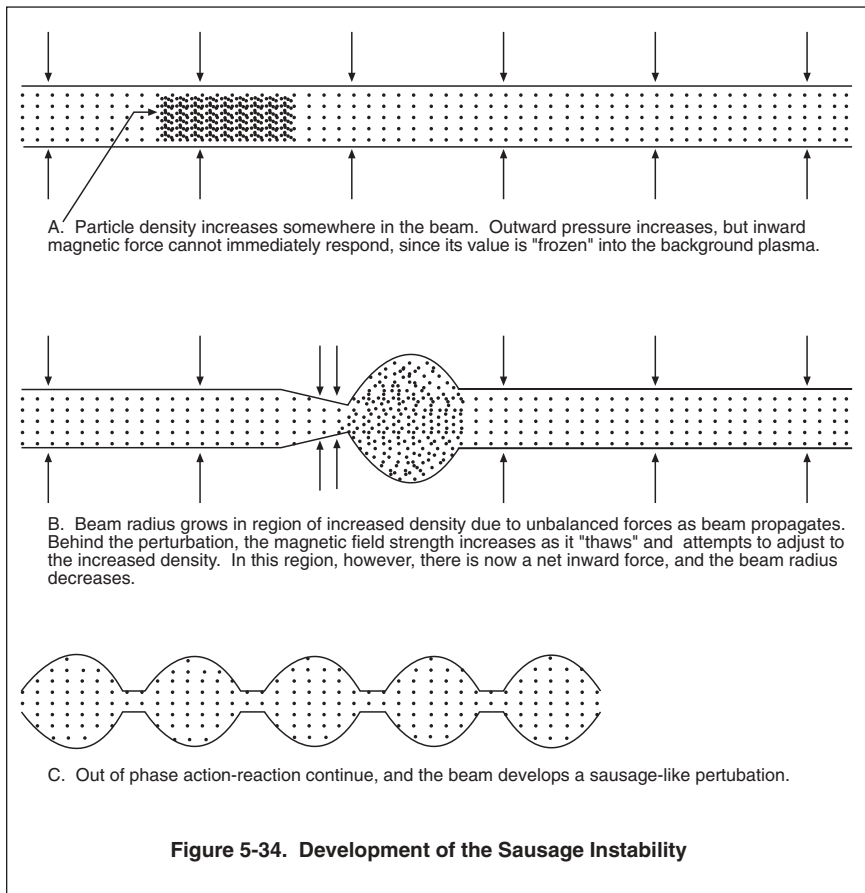 A. Particle density increases somewhere in the beam. Outward pressure increases, but inward
magnetic force cannot immediately respond, since its value is "frozen" into the background plasma.
B. Beam radius grows in region of increased density due to unbalanced forces as beam propagates.
Behind the perturbation, the magnetic field strength increases as it "thaws" and attempts to adjust to
the increased density. In this region, however, there is now a net inward force, and the beam radius
decreases.
C. Out of phase action-reaction continue, and the beam develops a sausage-like pertubation.
Figure 5-34. Development of the Sausage Instability